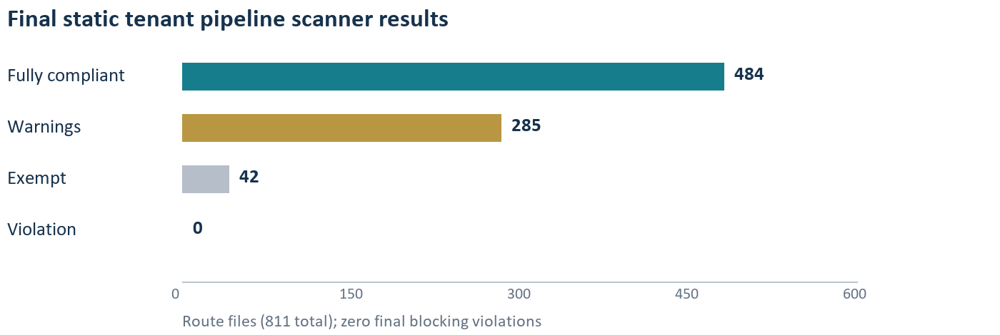 Final static tenant pipeline scanner results
Fully compliant 484
Warnings 285
Exempt 42
Violation 0
0 150 300 450 600
Route files (811 total); zero final blocking violations